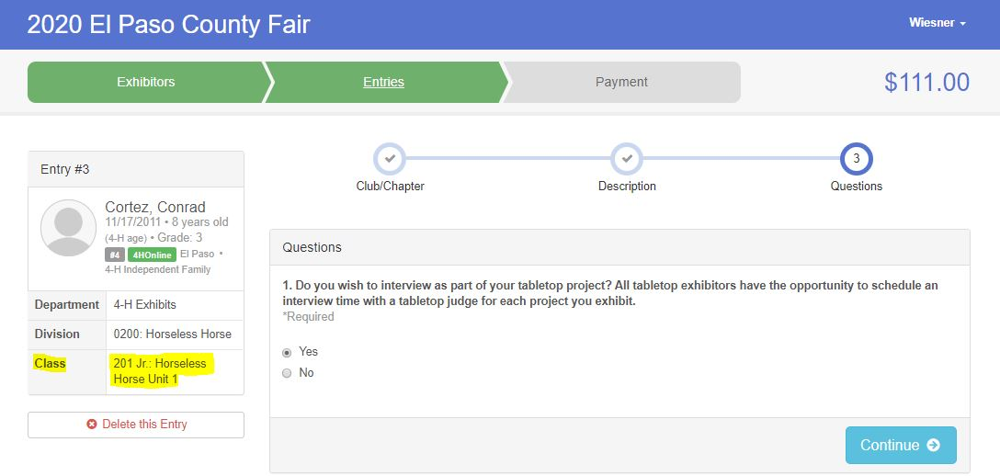 2020 El Paso County Fair
Wiesner
Exhibitors
Entries
Payment
$111.00
Entry #3
Cortez, Conrad
11/17/2011 • 8 years old
(4-H age) • Grade: 3
#4 4HOnline El Paso •
4-H Independent Family
Department 4-H Exhibits
Division 0200: Horseless Horse
Class 201 Jr.: Horseless
Horse Unit 1
Delete this Entry
Club/Chapter
Description
3
Questions
Questions
1. Do you wish to interview as part of your tabletop project? All tabletop exhibitors have the opportunity to schedule an
interview time with a tabletop judge for each project you exhibit.
*Required
Yes
No
Continue